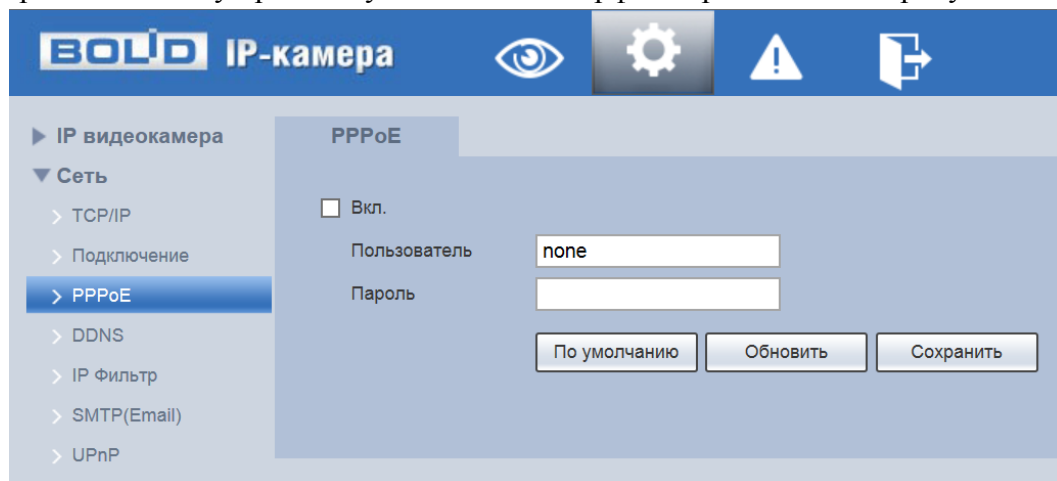 BOLID IP-камера
IP видеокамера
Сеть
TCP/IP
Подключение
PPPoE
DDNS
IP Фильтр
SMTP(Email)
UPnP
PPPoE
Вкл.
Пользователь none
Пароль
По умолчанию Обновить Сохранить